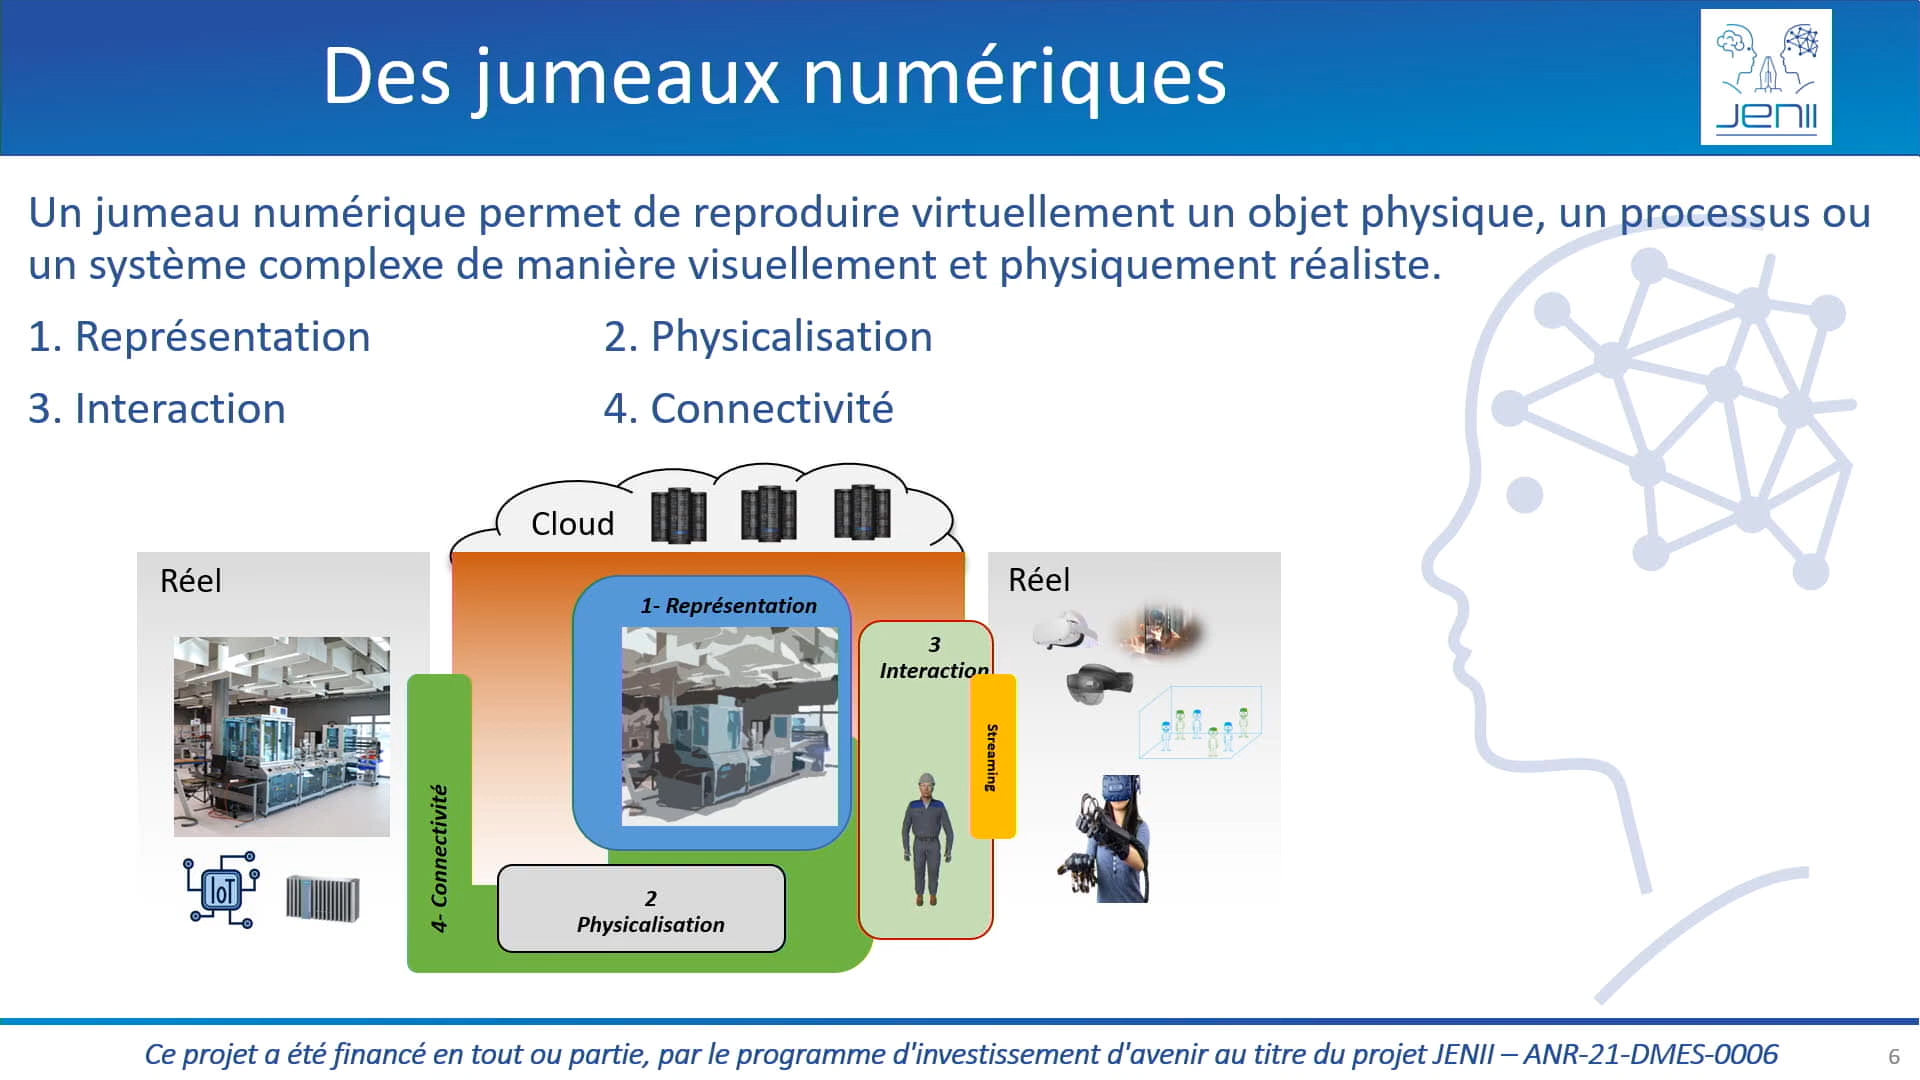 Des jumeaux numériques
JENII
Un jumeau numérique permet de reproduire virtuellement un objet physique, un processus ou
un système complexe de manière visuellement et physiquement réaliste.
1. Représentation
2. Physicalisation
3. Interaction
4. Connectivité
Cloud
Réel
IoT
1- Représentation
3
Interaction
Streaming
4- Connectivité
2
Physicalisation
Réel
Ce projet a été financé en tout ou partie, par le programme d'investissement d'avenir au titre du projet JENII – ANR-21-DMES-0006
6